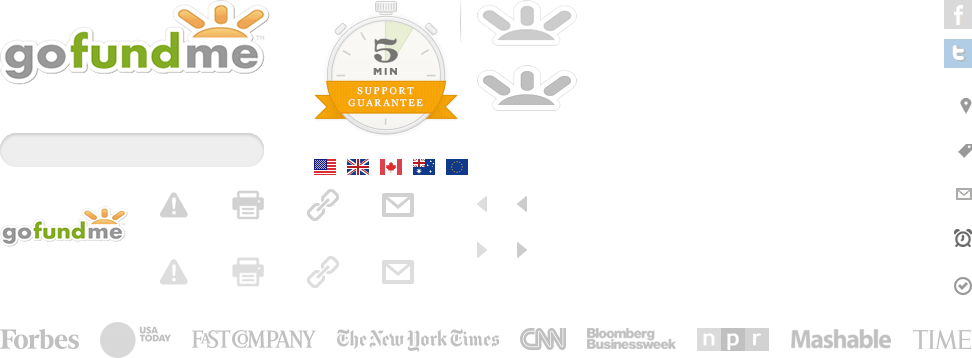 gofundme™
5
MIN
SUPPORT
GUARANTEE
f
t
gofundme
Forbes
USA
TODAY
FAST COMPANY
The New York Times
CNN
Bloomberg
Businessweek
npr
Mashable
TIME